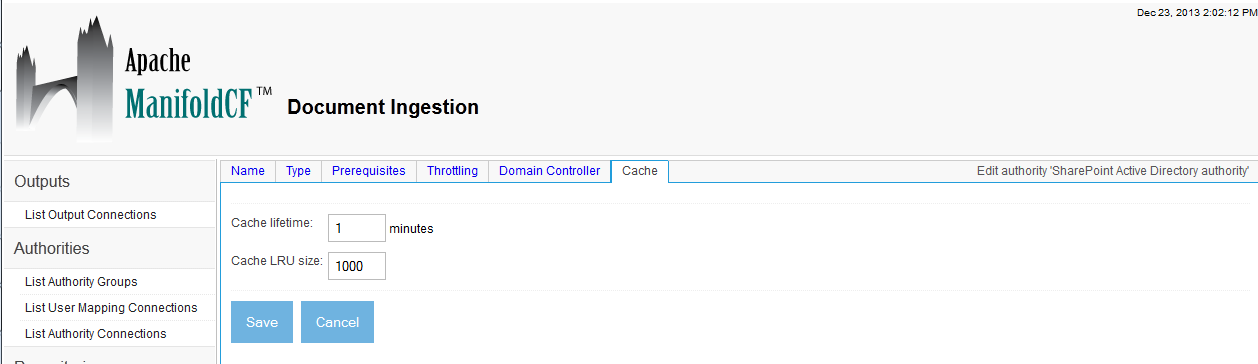 Dec 23, 2013 2:02:12 PM
Apache
ManifoldCF™ Document Ingestion
Outputs
List Output Connections
Authorities
List Authority Groups
List User Mapping Connections
List Authority Connections
Name Type Prerequisites Throttling Domain Controller Cache Edit authority 'SharePoint Active Directory authority'
Cache lifetime: 1 minutes
Cache LRU size: 1000
Save Cancel